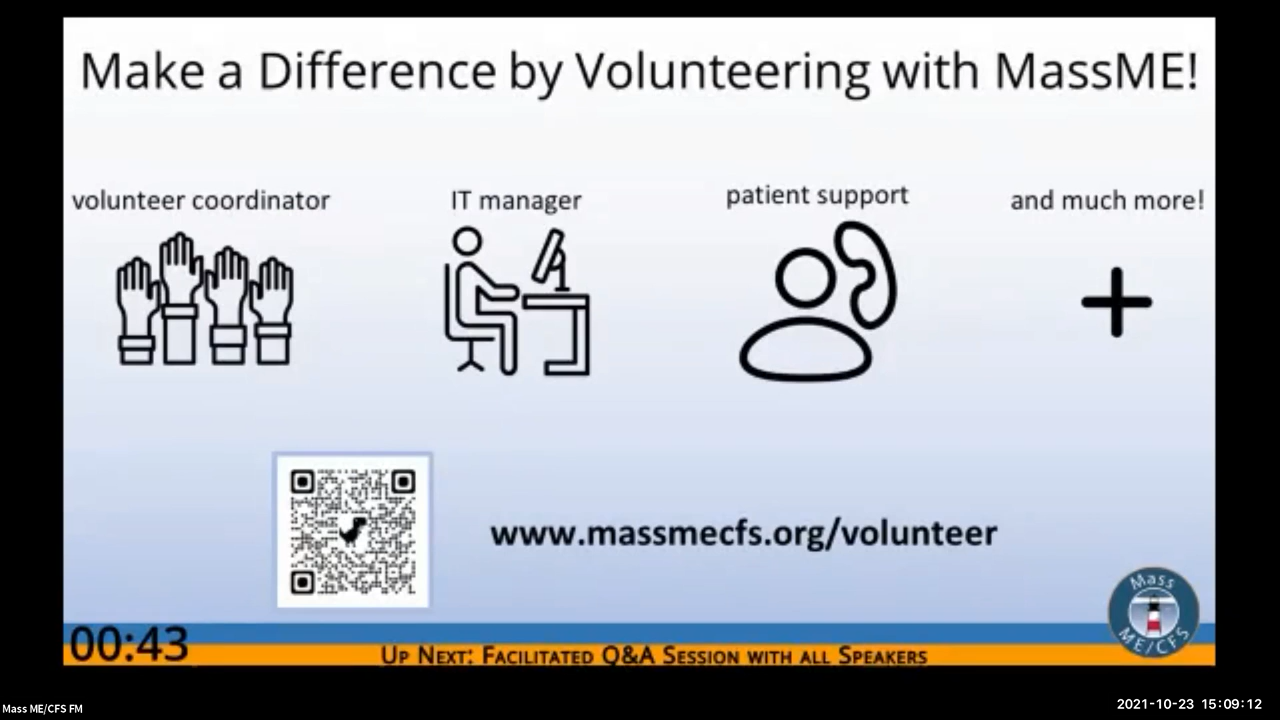 Make a Difference by Volunteering with MassME!
volunteer coordinator
IT manager
patient support
and much more!
www.massmecfs.org/volunteer
Mass
ME/CFS
00:43
Up Next: Facilitated Q&A Session with all Speakers
Mass ME/CFS FM
2021-10-23 15:09:12